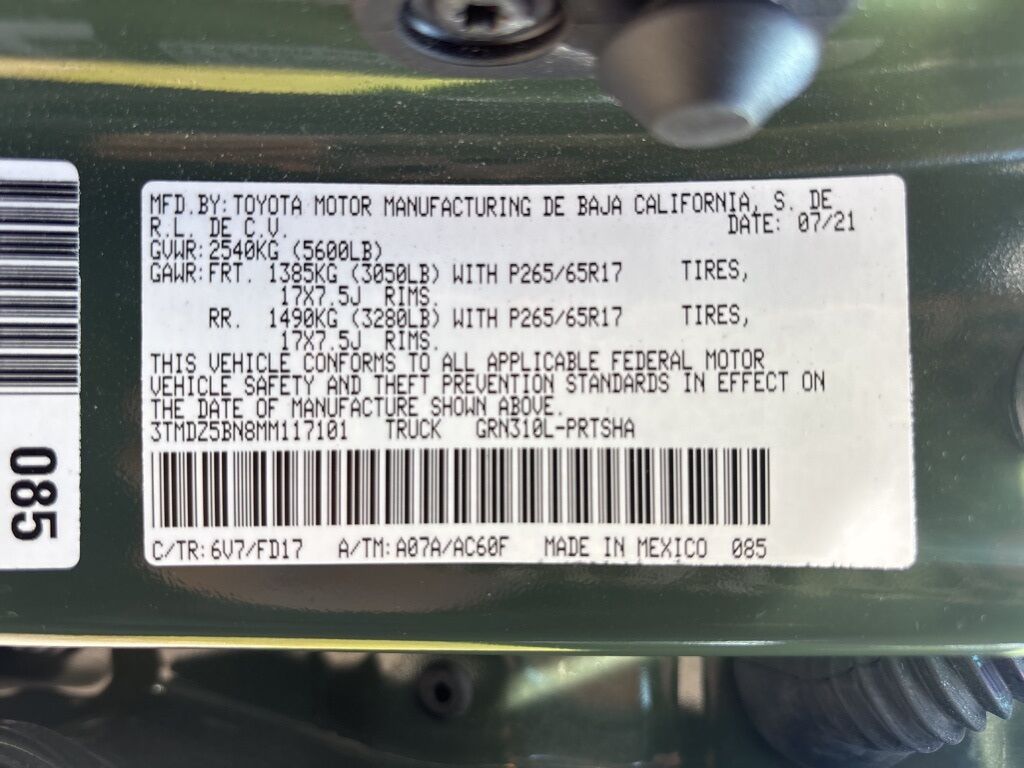 MFD.BY:TOYOTA MOTOR MANUFACTURING DE BAJA CALIFORNIA, S. DE
R.L. DE C.V. DATE: 07/21
GVWR:2540KG (5600LB)
GAWR:FRT. 1385KG (3050LB) WITH P265/65R17 TIRES,
17X7.5J RIMS.
RR. 1490KG (3280LB) WITH P265/65R17 TIRES,
17X7.5J RIMS.
THIS VEHICLE CONFORMS TO ALL APPLICABLE FEDERAL MOTOR
VEHICLE SAFETY AND THEFT PREVENTION STANDARDS IN EFFECT ON
THE DATE OF MANUFACTURE SHOWN ABOVE.
3TMDZ5BN8MM117101 TRUCK GRN310L-PRTSHA
C/TR:6V7/FD17 A/TM:A07A/AC60F MADE IN MEXICO 085
085